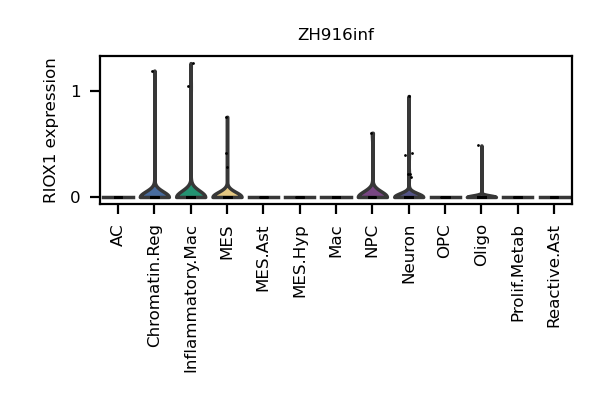 ZH916inf
RIOX1 expression
1
0
AC
Chromatin.Reg
Inflammatory.Mac
MES
MES.Ast
MES.Hyp
Mac
NPC
Neuron
OPC
Oligo
Prolif.Metab
Reactive.Ast